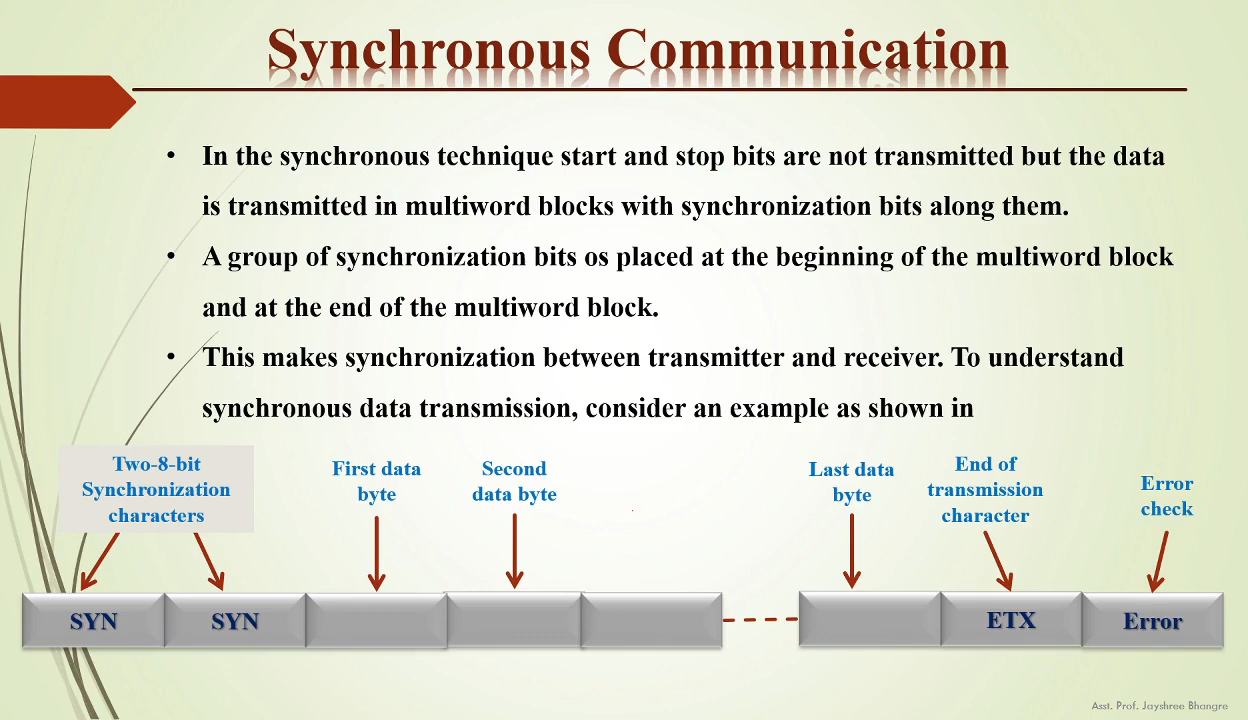 Synchronous Communication
• In the synchronous technique start and stop bits are not transmitted but the data
is transmitted in multiword blocks with synchronization bits along them.
• A group of synchronization bits os placed at the beginning of the multiword block
and at the end of the multiword block.
• This makes synchronization between transmitter and receiver. To understand
synchronous data transmission, consider an example as shown in
Two-8-bit
Synchronization
characters
First data
byte
Second
data byte
Last data
byte
End of
transmission
character
Error
check
SYN
SYN
ETX
Error
Asst. Prof. Jayshree Bhangre